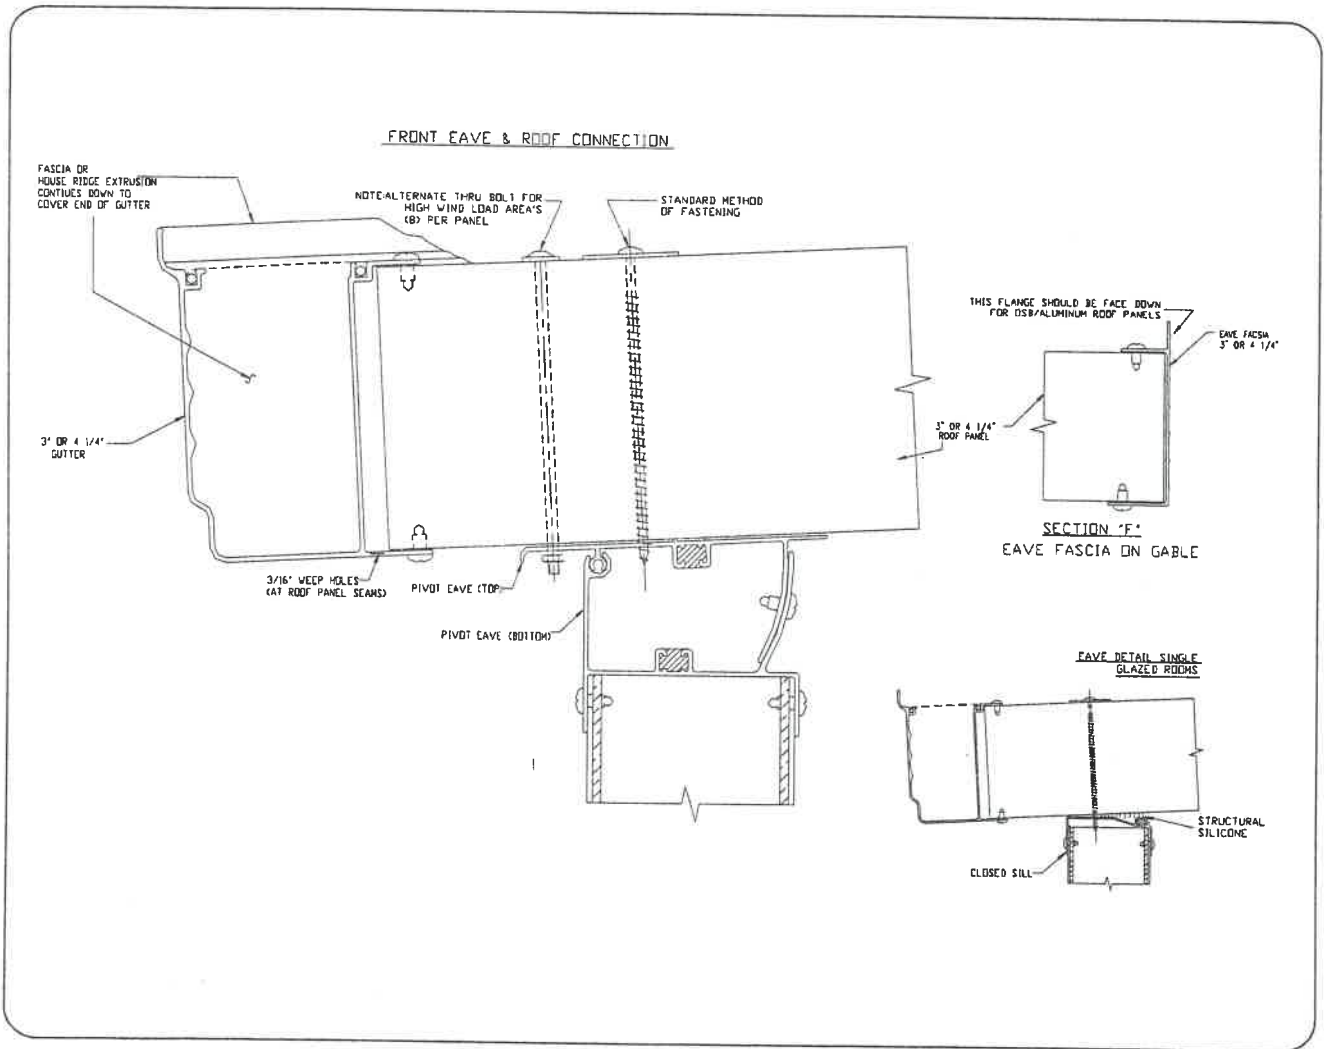 FRONT EAVE & ROOF CONNECTION
FASCIA OR
HOUSE RIDGE EXTRUSION
CONTIUES DOWN TO
COVER END OF GUTTER
NOTE:ALTERNATE THRU BOLT FOR
HIGH WIND LOAD AREA'S
(8) PER PANEL
STANDARD METHOD
OF FASTENING
THIS FLANGE SHOULD BE FACE DOWN
FOR OSB/ALUMINUM ROOF PANELS
EAVE FACSIA
3" OR 4 1/4"
3" OR 4 1/4"
GUTTER
3" OR 4 1/4"
ROOF PANEL
SECTION "F"
EAVE FASCIA ON GABLE
3/16" WEEP HOLES
(AT ROOF PANEL SEAMS)
PIVOT EAVE (TOP)
PIVOT EAVE (BOTTOM)
EAVE DETAIL SINGLE
GLAZED ROOMS
STRUCTURAL
SILICONE
CLOSED SILL